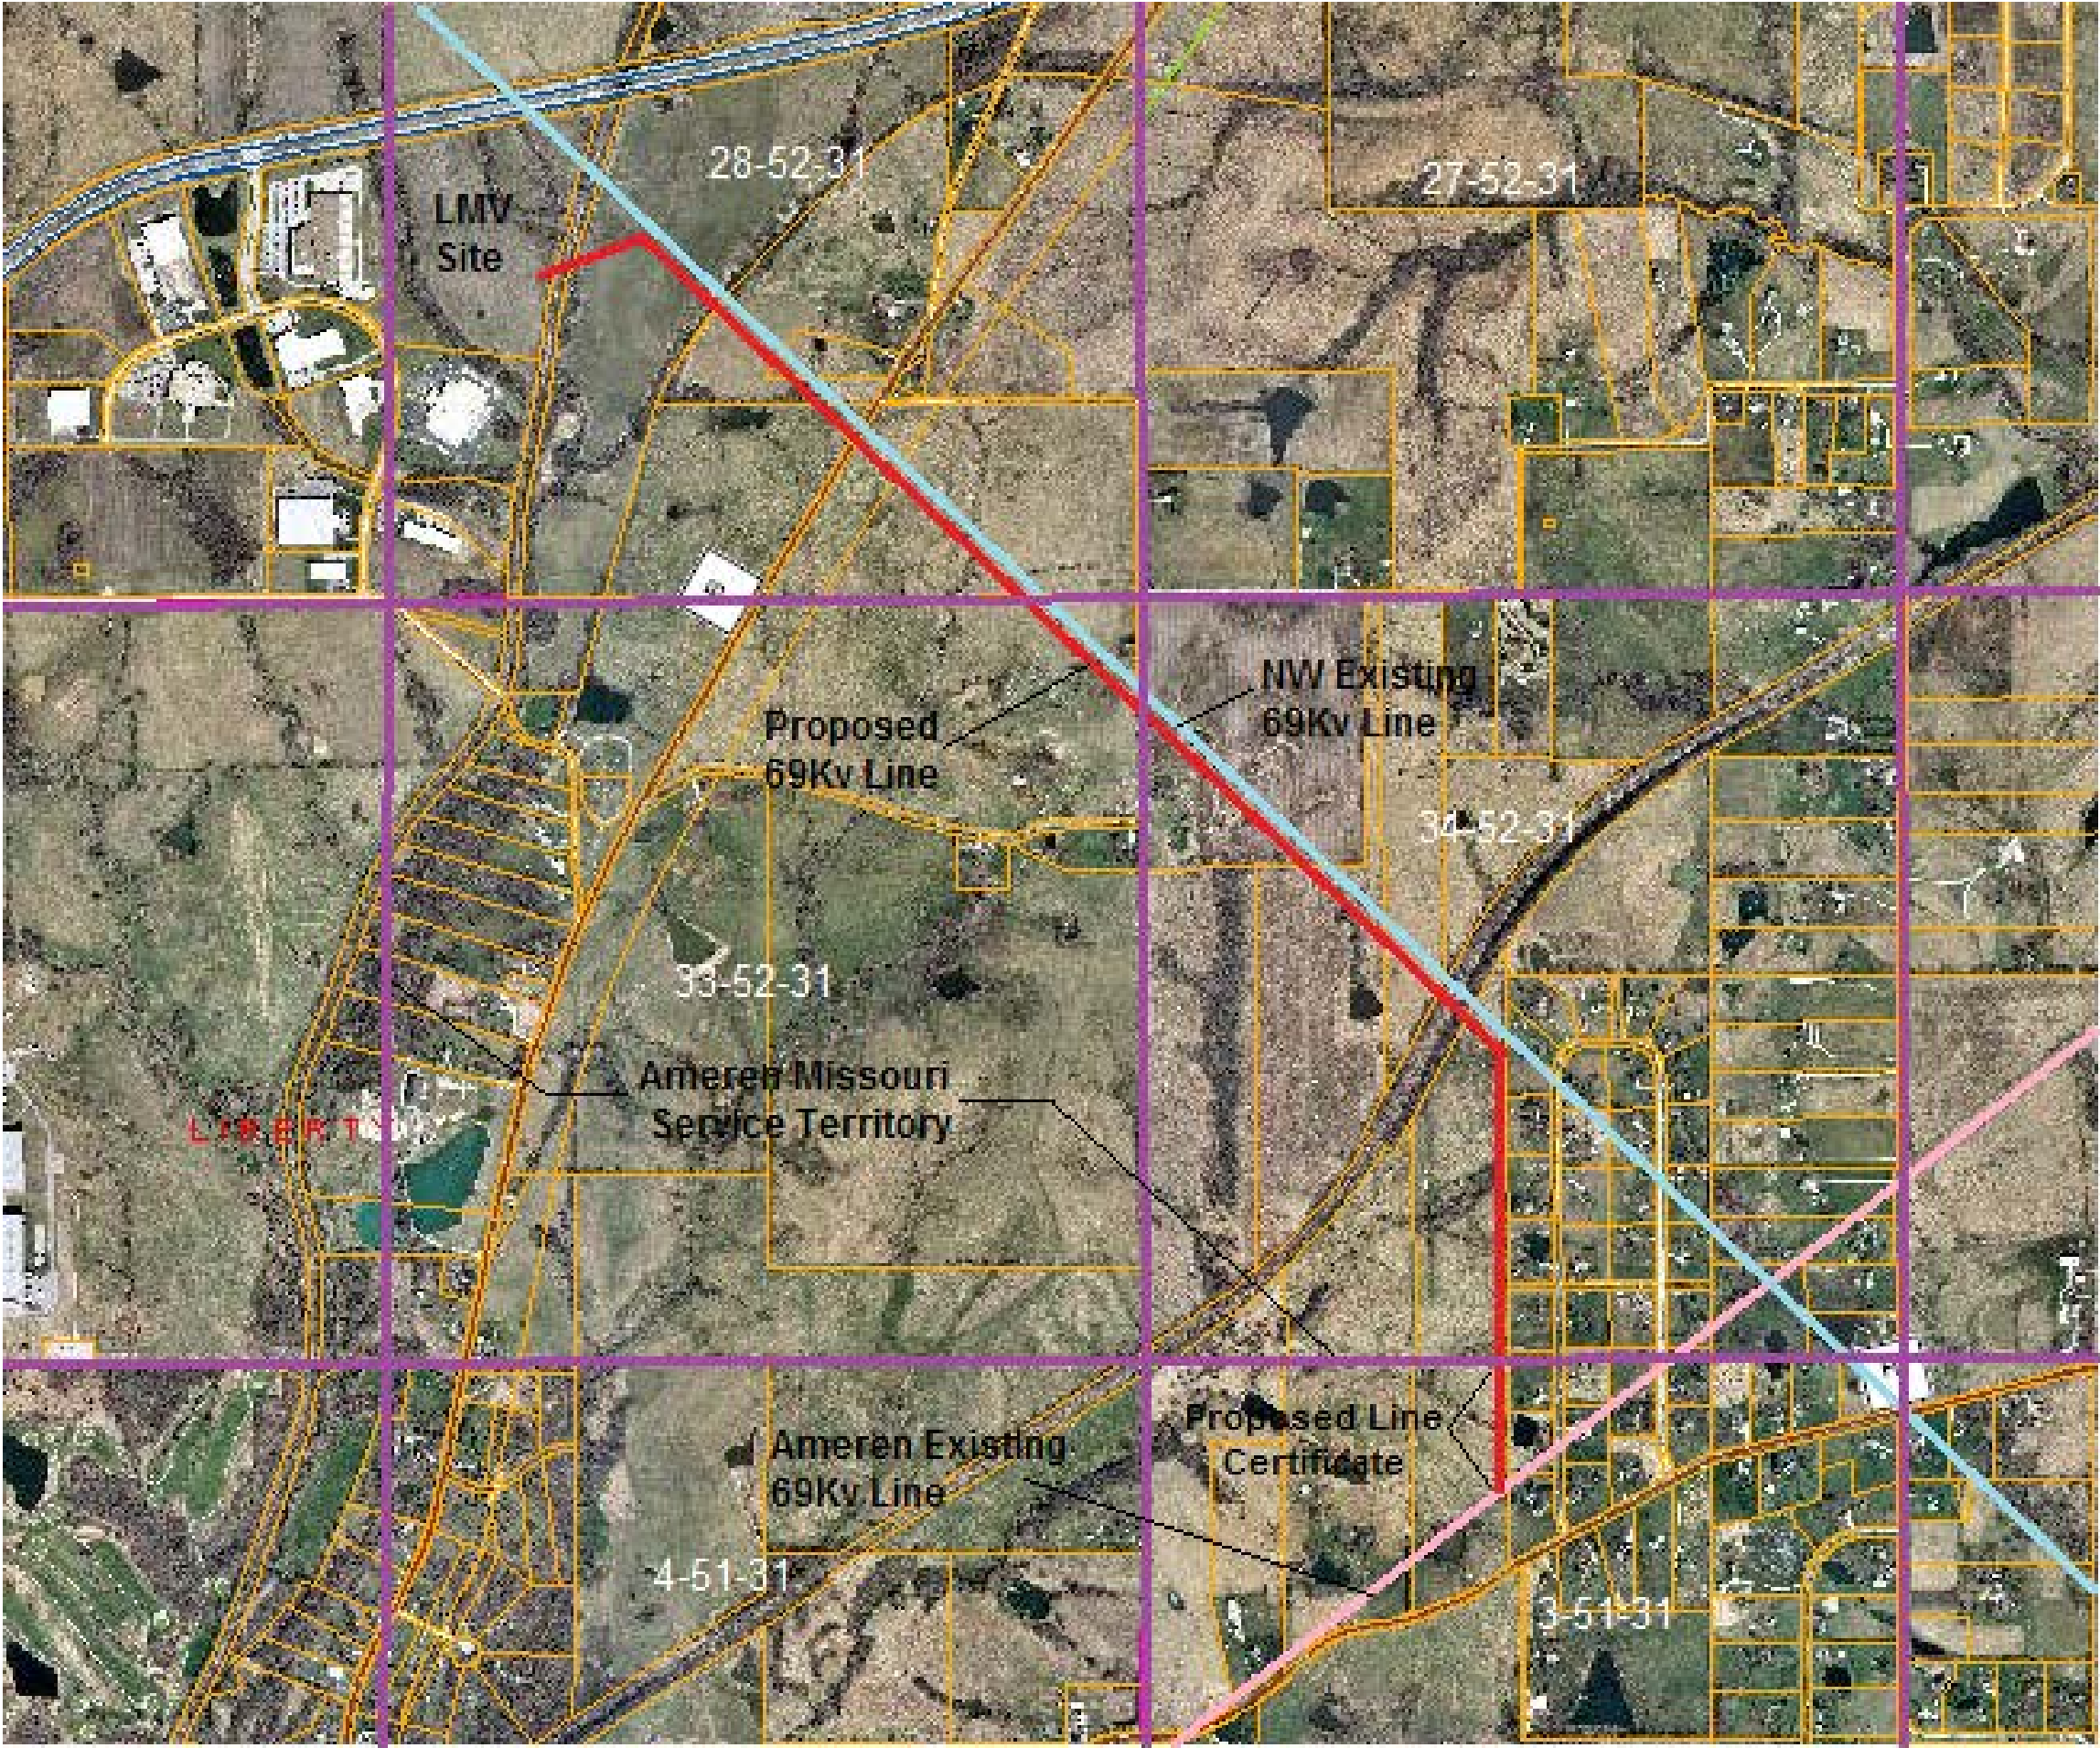 28-52-31
27-52-31
LMV
Site
NW Existing
69Kv Line
Proposed
69Kv Line
34-52-31
33-52-31
Ameren Missouri
Service Territory
LIBERTY
Proposed Line
Certificate
Ameren Existing
69Kv Line
4-51-31
3-51-31